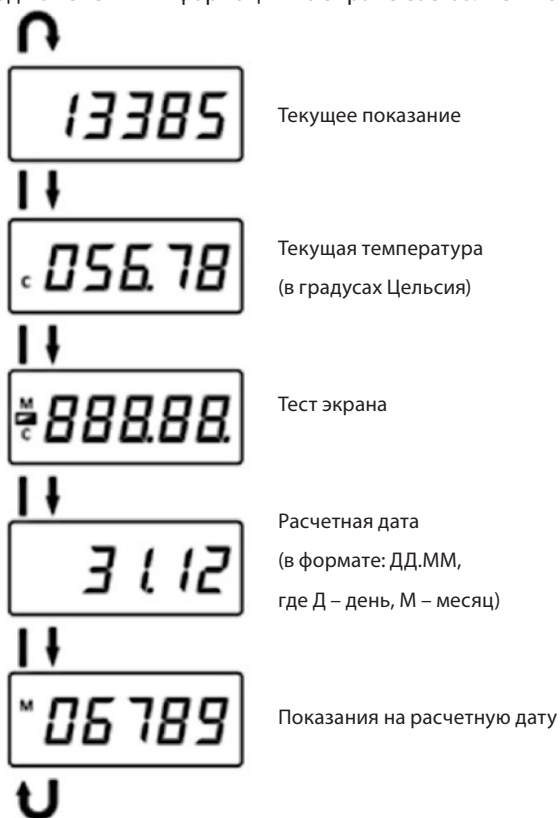 13385
Текущее показание
C 056.78
Текущая температура
(в градусах Цельсия)
M
C 888.88.
Тест экрана
31.12
Расчетная дата
(в формате: ДД.ММ,
где Д – день, М – месяц)
M 06789
Показания на расчетную дату